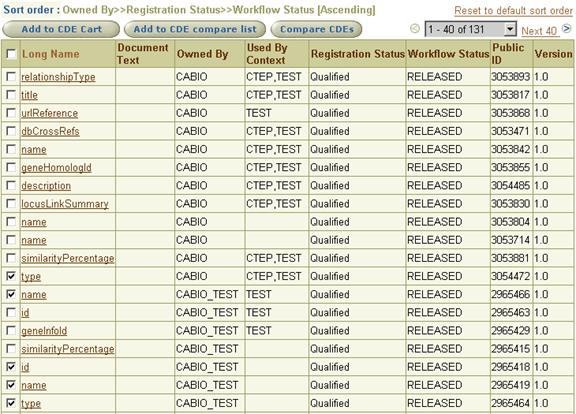 Sort order : Owned By>>Registration Status>>Workflow Status [Ascending]
Reset to default sort order
Add to CDE Cart Add to CDE compare list Compare CDEs 1 - 40 of 131 Next 40
Long Name Document Text Owned By Used By Context Registration Status Workflow Status Public ID Version
relationshipType CABIO CTEP,TEST Qualified RELEASED 3053893 1.0
title CABIO CTEP,TEST Qualified RELEASED 3053817 1.0
urlReference CABIO TEST Qualified RELEASED 3053868 1.0
dbCrossRefs CABIO CTEP,TEST Qualified RELEASED 3053471 1.0
name CABIO CTEP,TEST Qualified RELEASED 3053842 1.0
geneHomologId CABIO CTEP,TEST Qualified RELEASED 3053855 1.0
description CABIO CTEP,TEST Qualified RELEASED 3054485 1.0
locusLinkSummary CABIO CTEP,TEST Qualified RELEASED 3053830 1.0
name CABIO Qualified RELEASED 3053804 1.0
name CABIO Qualified RELEASED 3053714 1.0
similarityPercentage CABIO CTEP,TEST Qualified RELEASED 3053881 1.0
type CABIO CTEP,TEST Qualified RELEASED 3054472 1.0
name CABIO_TEST TEST Qualified RELEASED 2965466 1.0
id CABIO_TEST TEST Qualified RELEASED 2965463 1.0
geneInfoId CABIO_TEST TEST Qualified RELEASED 2965429 1.0
similarityPercentage CABIO_TEST Qualified RELEASED 2965415 1.0
id CABIO_TEST Qualified RELEASED 2965418 1.0
name CABIO_TEST Qualified RELEASED 2965419 1.0
type CABIO_TEST Qualified RELEASED 2965464 1.0